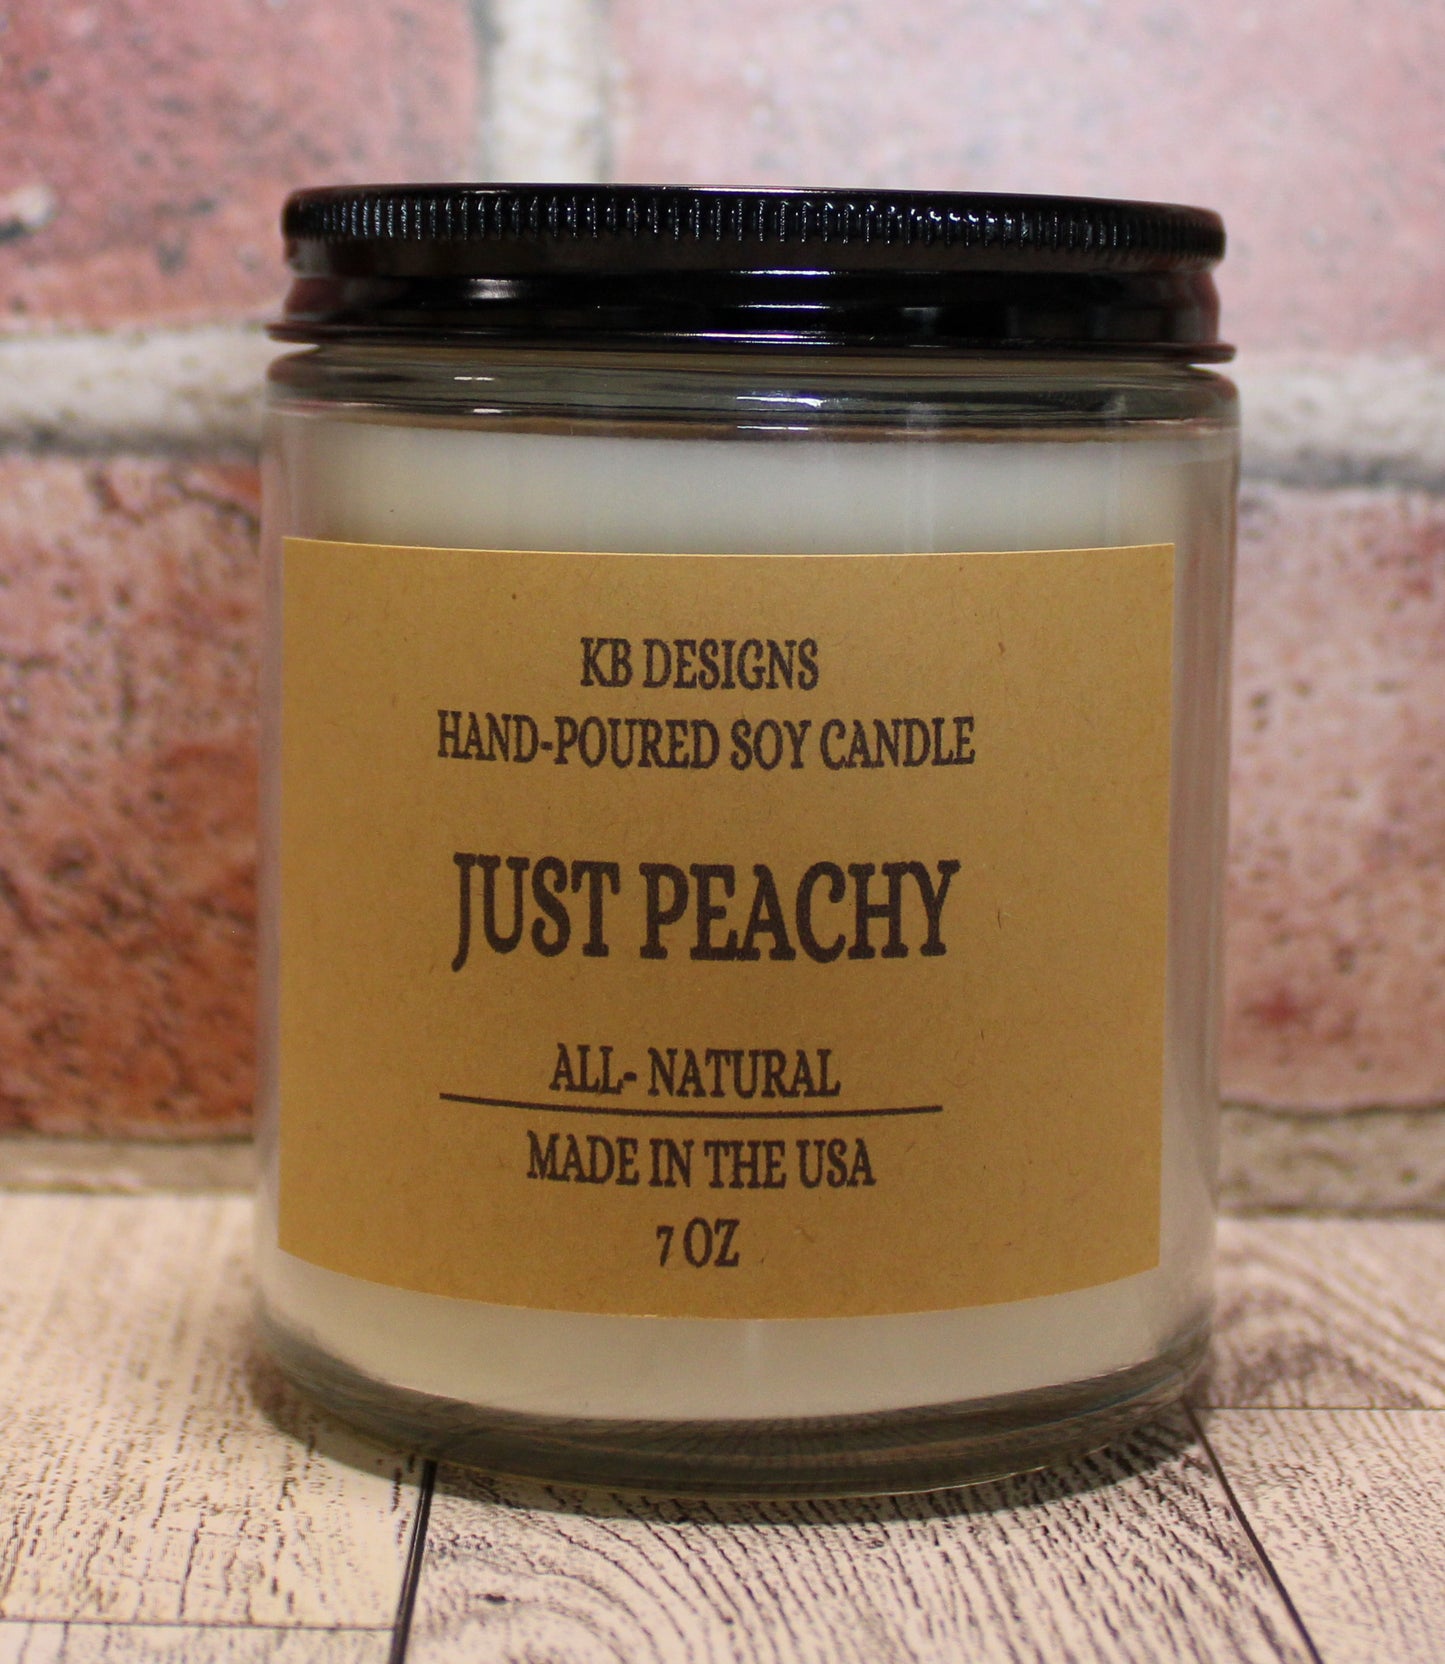 KB DESIGNS
HAND-POURED SOY CANDLE
JUST PEACHY
ALL- NATURAL
MADE IN THE USA
7 OZ